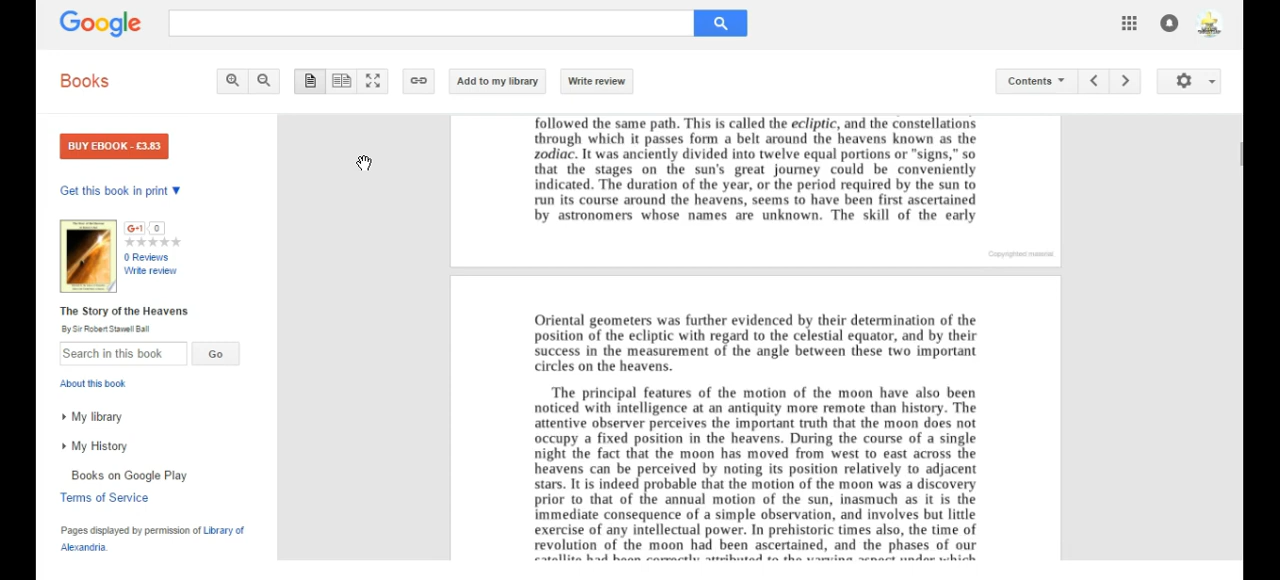 Google
Books
Add to my library
Write review
Contents
BUY EBOOK - £3.83
Get this book in print ▼
G+1 0
0 Reviews
Write review
The Story of the Heavens
By Sir Robert Stawell Ball
Search in this book
Go
About this book
My library
My History
Books on Google Play
Terms of Service
Pages displayed by permission of Library of
Alexandria.
followed the same path. This is called the ecliptic, and the constellations
through which it passes form a belt around the heavens known as the
zodiac. It was anciently divided into twelve equal portions or "signs," so
that the stages on the sun's great journey could be conveniently
indicated. The duration of the year, or the period required by the sun to
run its course around the heavens, seems to have been first ascertained
by astronomers whose names are unknown. The skill of the early
Copyrighted material
Oriental geometers was further evidenced by their determination of the
position of the ecliptic with regard to the celestial equator, and by their
success in the measurement of the angle between these two important
circles on the heavens.
The principal features of the motion of the moon have also been
noticed with intelligence at an antiquity more remote than history. The
attentive observer perceives the important truth that the moon does not
occupy a fixed position in the heavens. During the course of a single
night the fact that the moon has moved from west to east across the
heavens can be perceived by noting its position relatively to adjacent
stars. It is indeed probable that the motion of the moon was a discovery
prior to that of the annual motion of the sun, inasmuch as it is the
immediate consequence of a simple observation, and involves but little
exercise of any intellectual power. In prehistoric times also, the time of
revolution of the moon had been ascertained, and the phases of our
satellite had been correctly attributed to the varying aspect under which